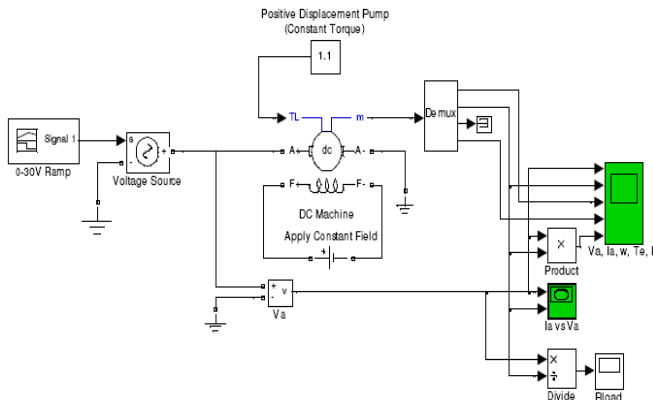 Positive Displacement Pump
(Constant Torque)
1.1
TL
m
Demux
Signal 1
s
+
-
dc
A+
A-
0-30V Ramp
Voltage Source
F+
F-
DC Machine
Apply Constant Field
+
×
Product
Va, Ia, w, Te,
+
-
v
Va
Ia vs Va
×
÷
Divide
Rload